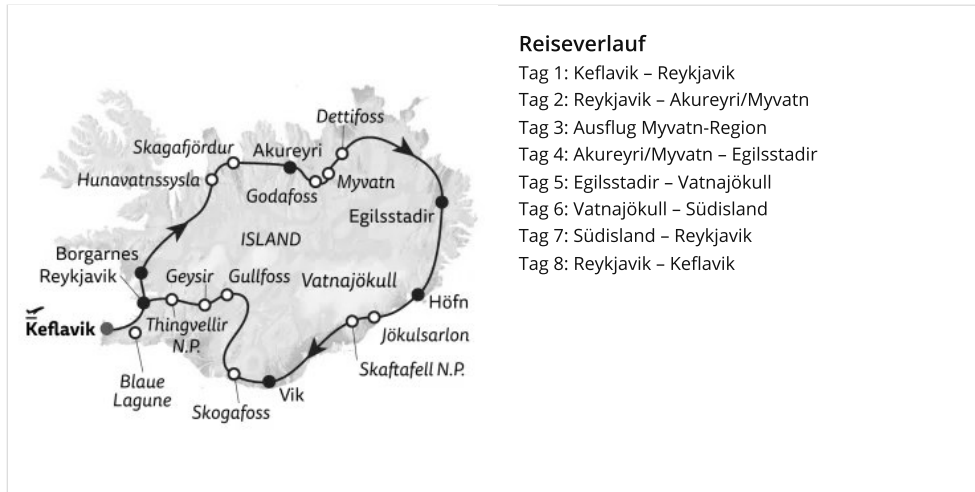 Reiseverlauf
Tag 1: Keflavik – Reykjavik
Tag 2: Reykjavik – Akureyri/Myvatn
Tag 3: Ausflug Myvatn-Region
Tag 4: Akureyri/Myvatn – Egilsstadir
Tag 5: Egilsstadir – Vatnajökull
Tag 6: Vatnajökull – Südisland
Tag 7: Südisland – Reykjavik
Tag 8: Reykjavik – Keflavik
Dettifoss
Skagafjördur
Akureyri
Hunavatnssysla
Godafoss
Myvatn
Egilsstadir
ISLAND
Borgarnes
Reykjavik
Geysir
Gullfoss
Vatnajökull
Höfn
Keflavik
Thingvellir
N.P.
Jökulsarlon
Skaftafell N.P.
Blaue
Lagune
Vik
Skogafoss